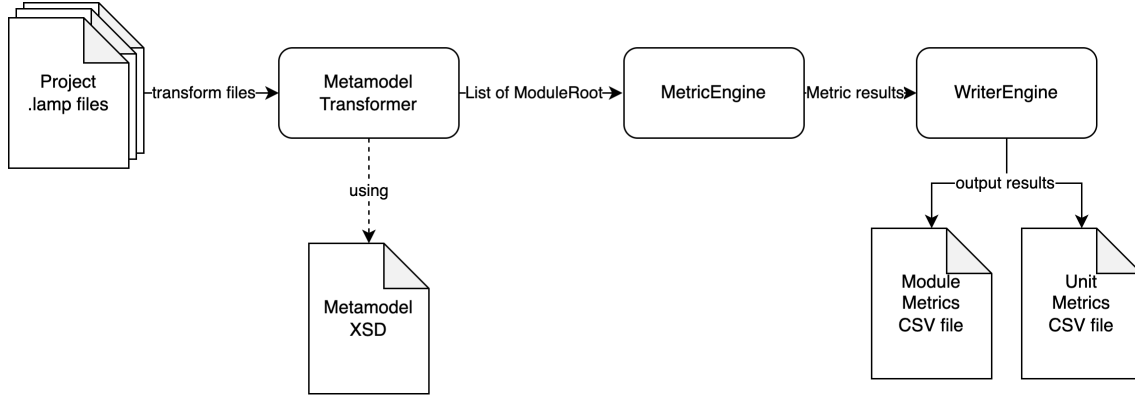 Project
.lamp files
transform files
Metamodel
Transformer
List of ModuleRoot
MetricEngine
Metric results
WriterEngine
using
output results
Metamodel
XSD
Module
Metrics
CSV file
Unit
Metrics
CSV file